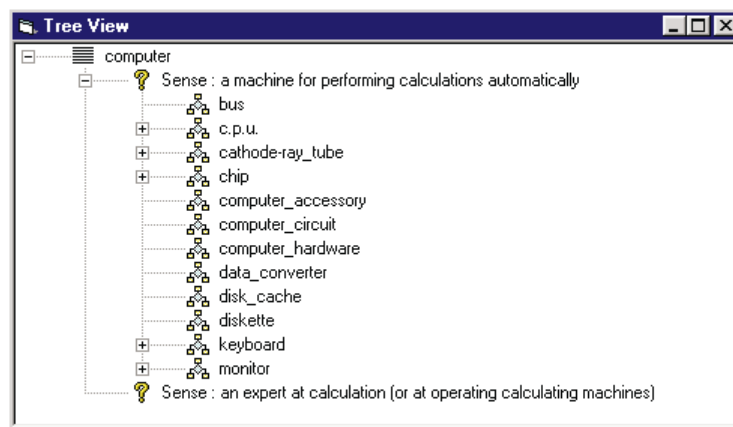 Tree View
computer
Sense : a machine for performing calculations automatically
bus
c.p.u.
cathode-ray_tube
chip
computer_accessory
computer_circuit
computer_hardware
data_converter
disk_cache
diskette
keyboard
monitor
Sense : an expert at calculation (or at operating calculating machines)